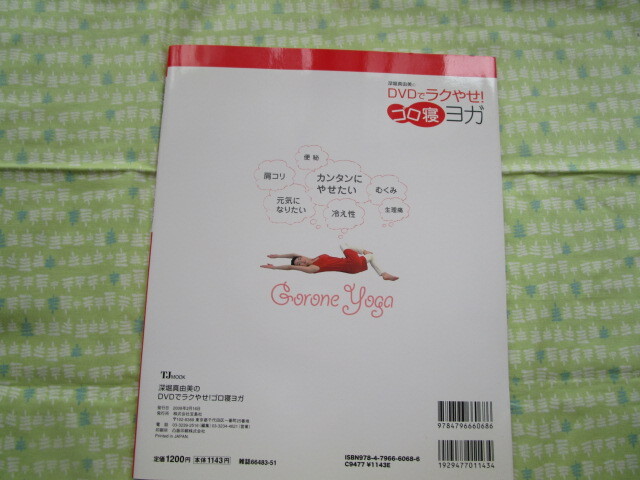 深堀真由美の
DVDでラクやせ!
ゴロ寝ヨガ
便秘
肩コリ
カンタンに
やせたい
むくみ
元気に
なりたい
冷え性
生理痛
Gorone Yoga
TJ MOOK
深堀真由美の
DVDでラクやせ!ゴロ寝ヨガ
Printed in JAPAN
定価1200円 本体1143円 雑誌66483-51
9784796660686
ISBN978-4-7966-6068-6
C9477 ¥1143E
1929477011434